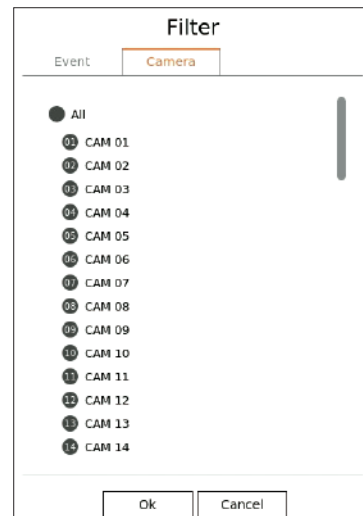 Filter
Event Camera
All
01 CAM 01
02 CAM 02
03 CAM 03
04 CAM 04
05 CAM 05
06 CAM 06
07 CAM 07
08 CAM 08
09 CAM 09
10 CAM 10
11 CAM 11
12 CAM 12
13 CAM 13
14 CAM 14
Ok Cancel